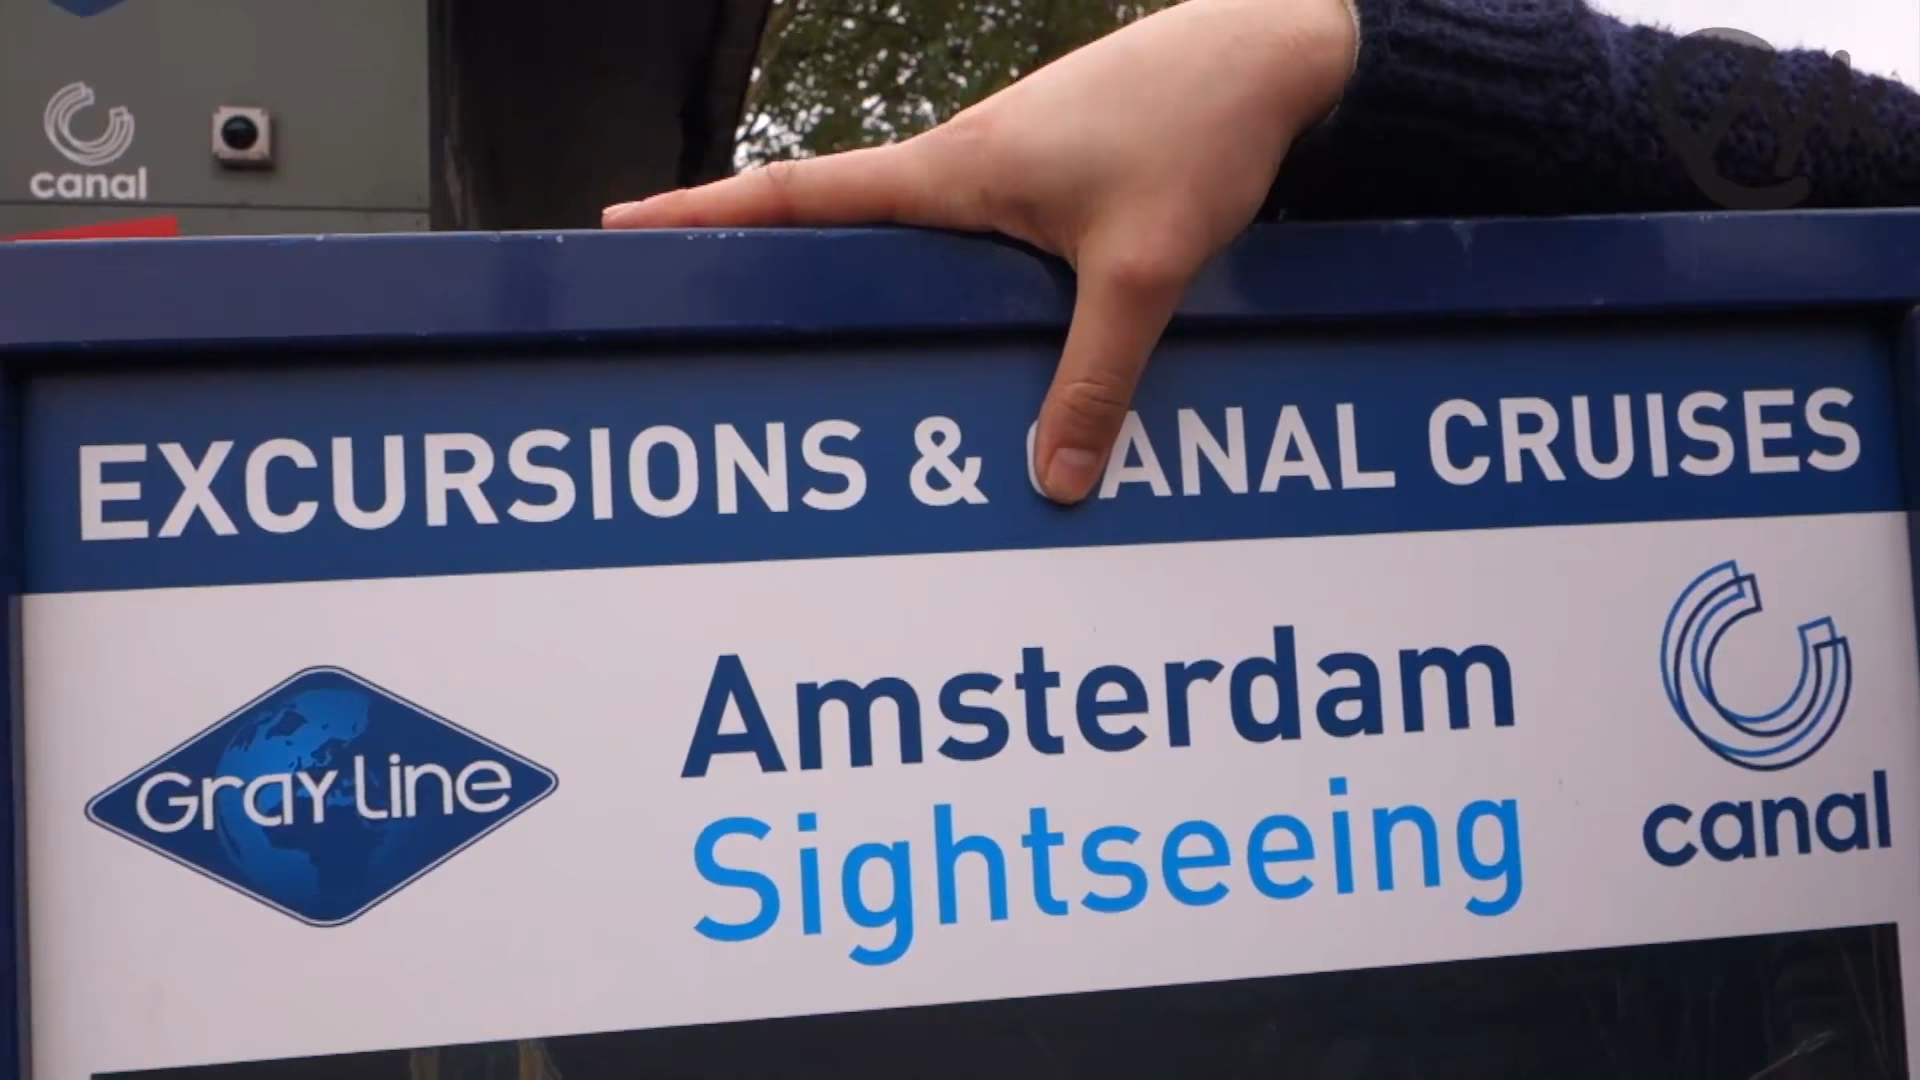 canal
EXCURSIONS & CANAL CRUISES
Gray Line
Amsterdam
Sightseeing
canal